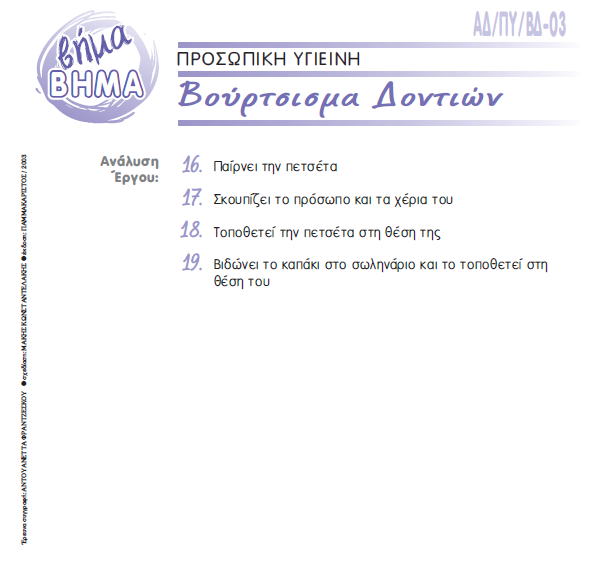 ΑΔ/ΠΥ/ΒΔ-03
βήμα
ΒΗΜΑ
ΠΡΟΣΩΠΙΚΗ ΥΓΙΕΙΝΗ
Βούρτσισμα Δοντιών
Ανάλυση
Έργου:
16. Παίρνει την πετσέτα
17. Σκουπίζει το πρόσωπο και τα χέρια του
18. Τοποθετεί την πετσέτα στη θέση της
19. Βιδώνει το καπάκι στο σωληνάριο και το τοποθετεί στη
θέση του
Έρευνα συγγραφή: ΑΝΤΟΥΑΝΕΤΤΑ ΦΡΑΝΤΖΕΣΚΟΥ ● σχεδίαση: ΜΑΚΗΣ ΚΩΝΣΤΑΝΤΕΛΑΚΗΣ ● έκδοση: ΠΑΜΜΑΚΑΡΙΣΤΟΣ / 2003